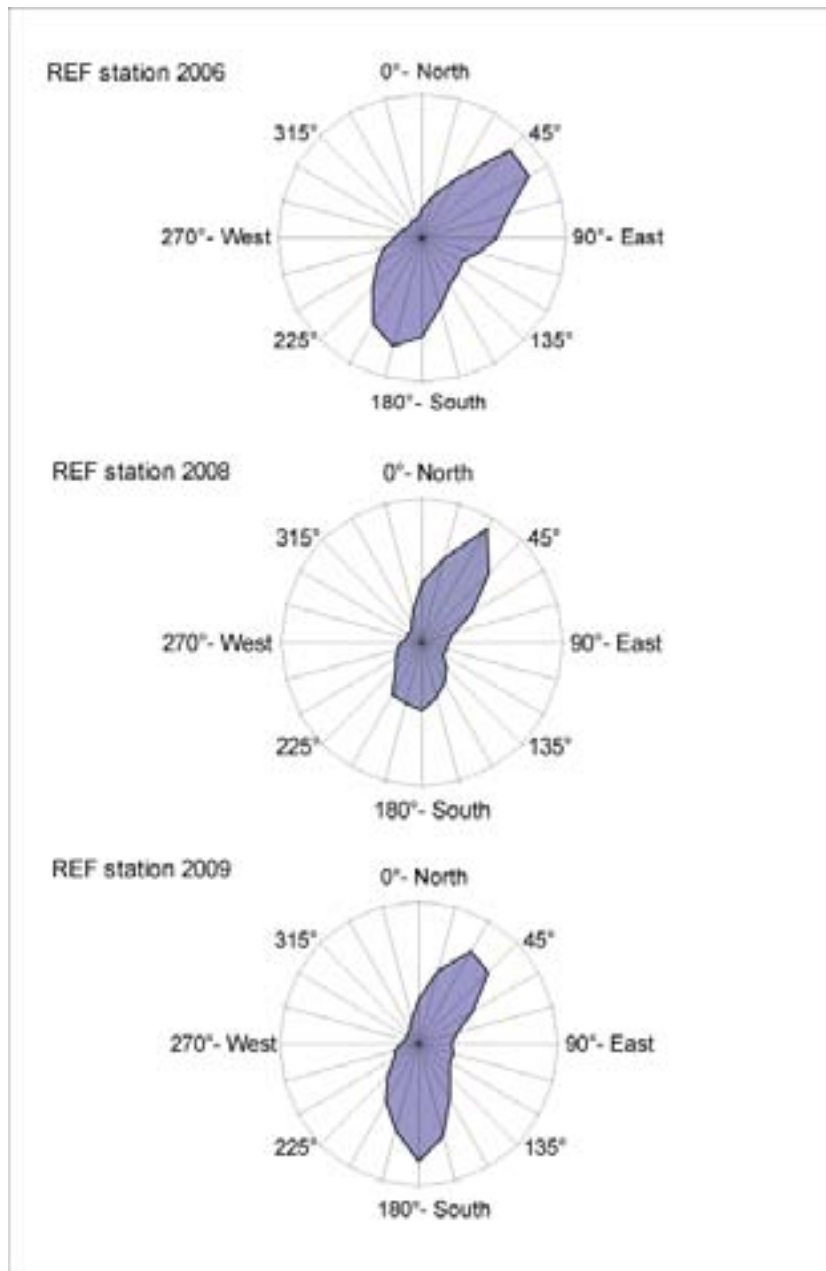 REF station 2006
0°- North
315°
45°
270°- West
90°- East
225°
135°
180°- South
REF station 2008
0°- North
315°
45°
270°- West
90°- East
225°
135°
180°- South
REF station 2009
0°- North
315°
45°
270°- West
90°- East
225°
135°
180°- South